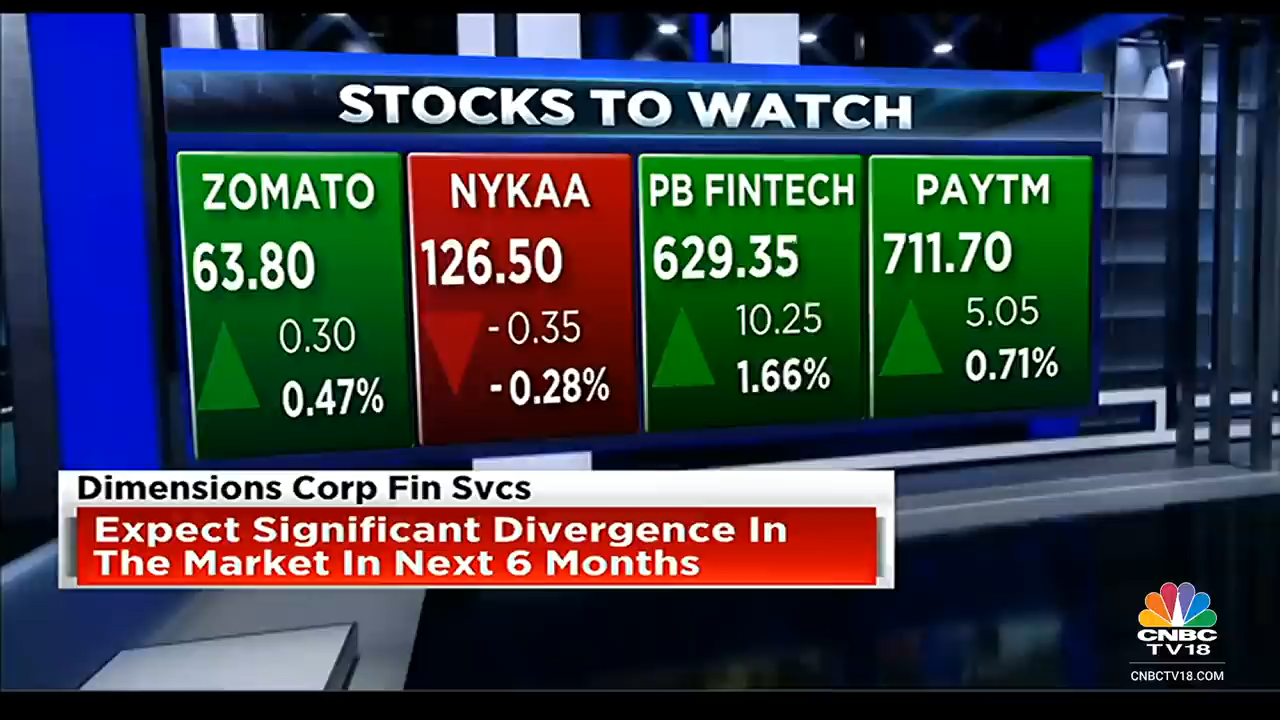 STOCKS TO WATCH
ZOMATO
63.80
0.30
0.47%
NYKAA
126.50
- 0.35
- 0.28%
PB FINTECH
629.35
10.25
1.66%
PAYTM
711.70
5.05
0.71%
Dimensions Corp Fin Svcs
Expect Significant Divergence In
The Market In Next 6 Months
CNBC
TV18
CNBCTV18.COM